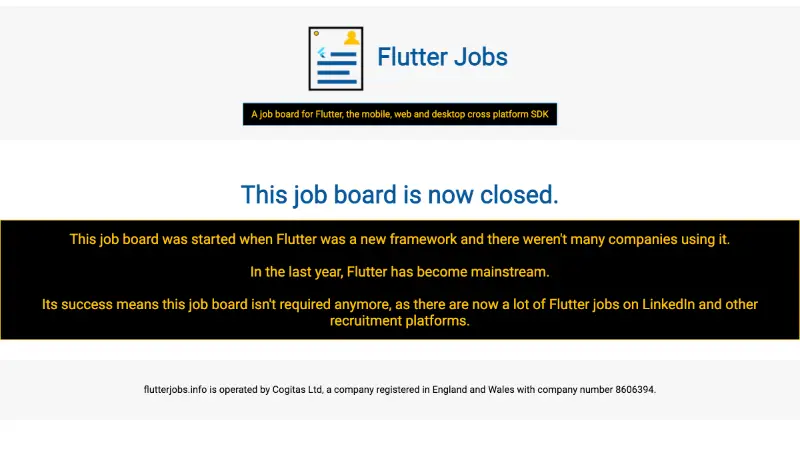 Flutter Jobs
A job board for Flutter, the mobile, web and desktop cross platform SDK
This job board is now closed.
This job board was started when Flutter was a new framework and there weren't many companies using it.
In the last year, Flutter has become mainstream.
Its success means this job board isn't required anymore, as there are now a lot of Flutter jobs on LinkedIn and other
recruitment platforms.
flutterjobs.info is operated by Cogitas Ltd, a company registered in England and Wales with company number 8606394.